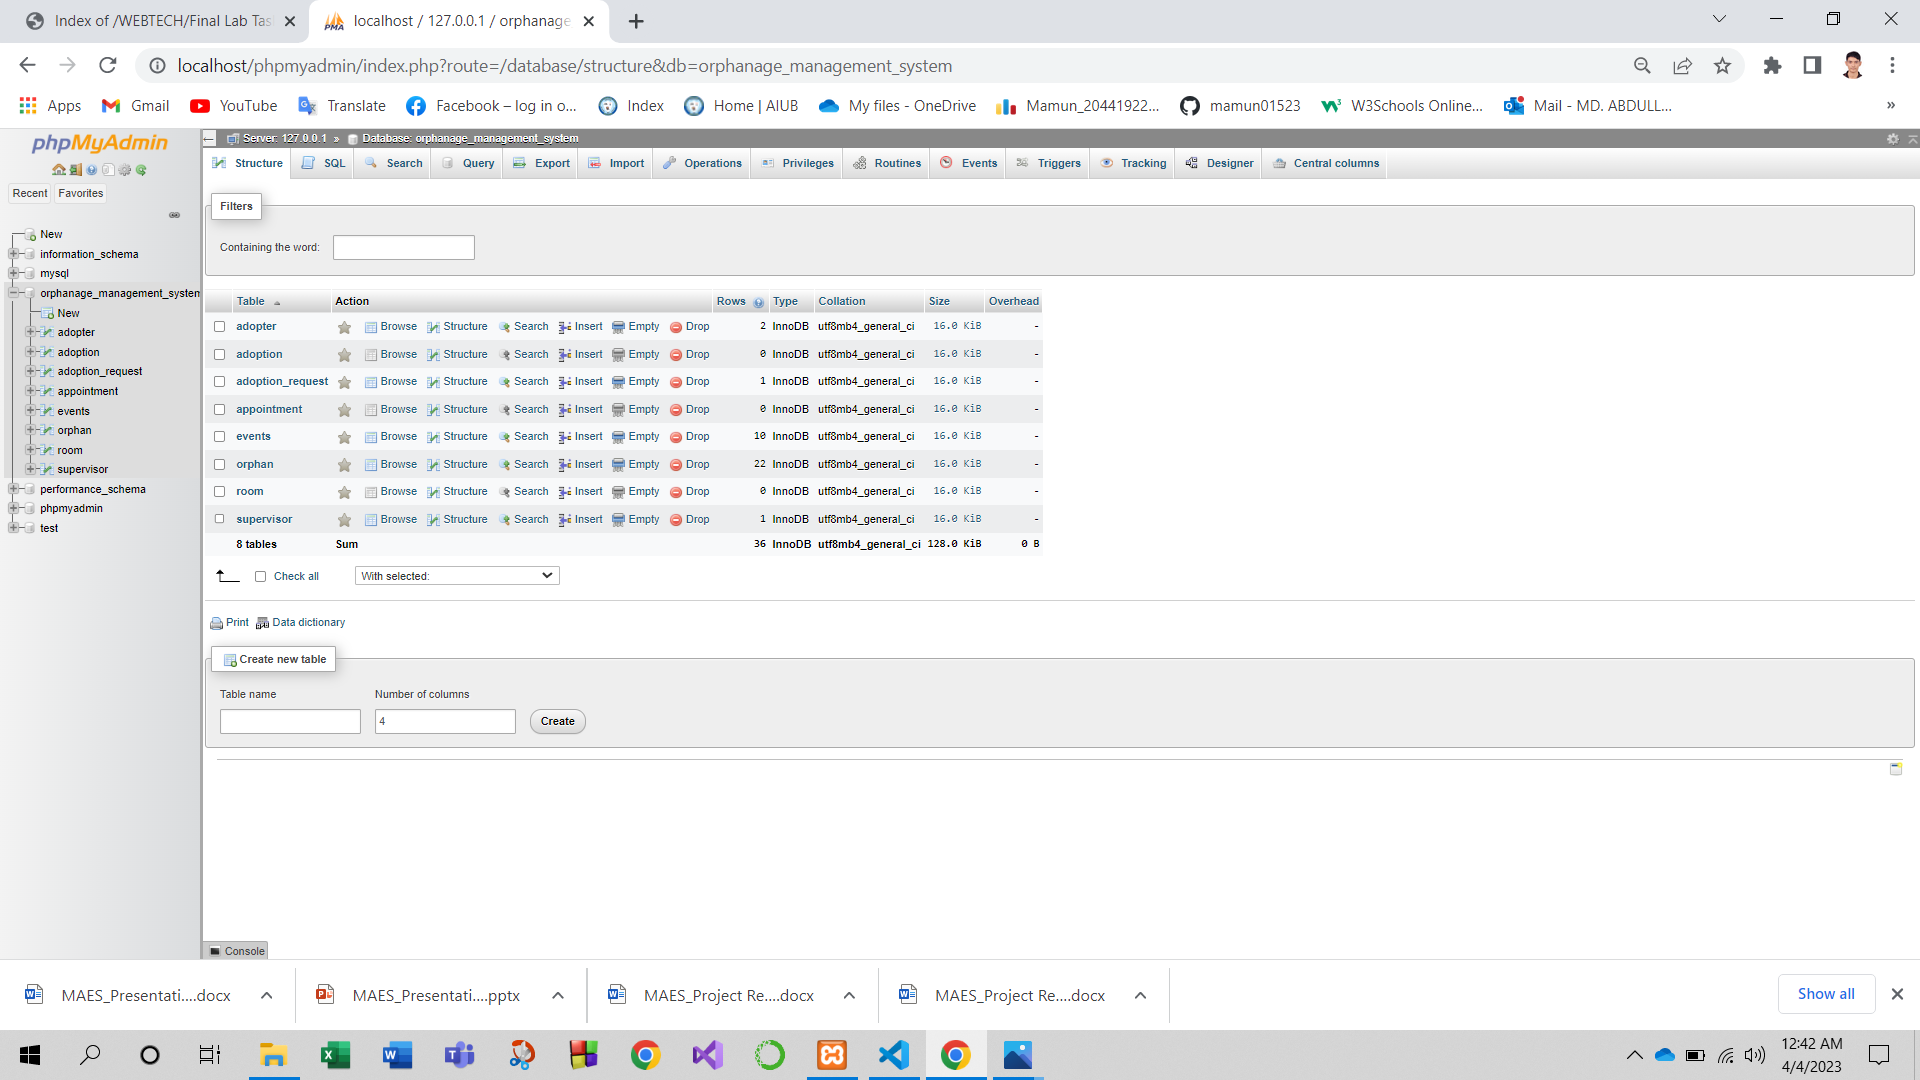 Index of /WEBTECH/Final Lab Tas
localhost / 127.0.0.1 / orphanage
localhost/phpmyadmin/index.php?route=/database/structure&db=orphanage_management_system
Apps Gmail YouTube Translate Facebook – log in o... Index Home | AIUB My files - OneDrive Mamun_20441922... mamun01523 W3Schools Online... Mail - MD. ABDULL... »
phpMyAdmin
Recent Favorites
New
information_schema
mysql
orphanage_management_system
New
adopter
adoption
adoption_request
appointment
events
orphan
room
supervisor
performance_schema
phpmyadmin
test
Server: 127.0.0.1 » Database: orphanage_management_system
Structure SQL Search Query Export Import Operations Privileges Routines Events Triggers Tracking Designer Central columns
Filters
Containing the word:
Table Action Rows Type Collation Size Overhead
adopter Browse Structure Search Insert Empty Drop 2 InnoDB utf8mb4_general_ci 16.0 KiB -
adoption Browse Structure Search Insert Empty Drop 0 InnoDB utf8mb4_general_ci 16.0 KiB -
adoption_request Browse Structure Search Insert Empty Drop 1 InnoDB utf8mb4_general_ci 16.0 KiB -
appointment Browse Structure Search Insert Empty Drop 0 InnoDB utf8mb4_general_ci 16.0 KiB -
events Browse Structure Search Insert Empty Drop 10 InnoDB utf8mb4_general_ci 16.0 KiB -
orphan Browse Structure Search Insert Empty Drop 22 InnoDB utf8mb4_general_ci 16.0 KiB -
room Browse Structure Search Insert Empty Drop 0 InnoDB utf8mb4_general_ci 16.0 KiB -
supervisor Browse Structure Search Insert Empty Drop 1 InnoDB utf8mb4_general_ci 16.0 KiB -
8 tables Sum 36 InnoDB utf8mb4_general_ci 128.0 KiB 0 B
Check all With selected:
Print Data dictionary
Create new table
Table name Number of columns
4 Create
Console
MAES_Presentati....docx MAES_Presentati....pptx MAES_Project Re....docx MAES_Project Re....docx Show all
12:42 AM
4/4/2023